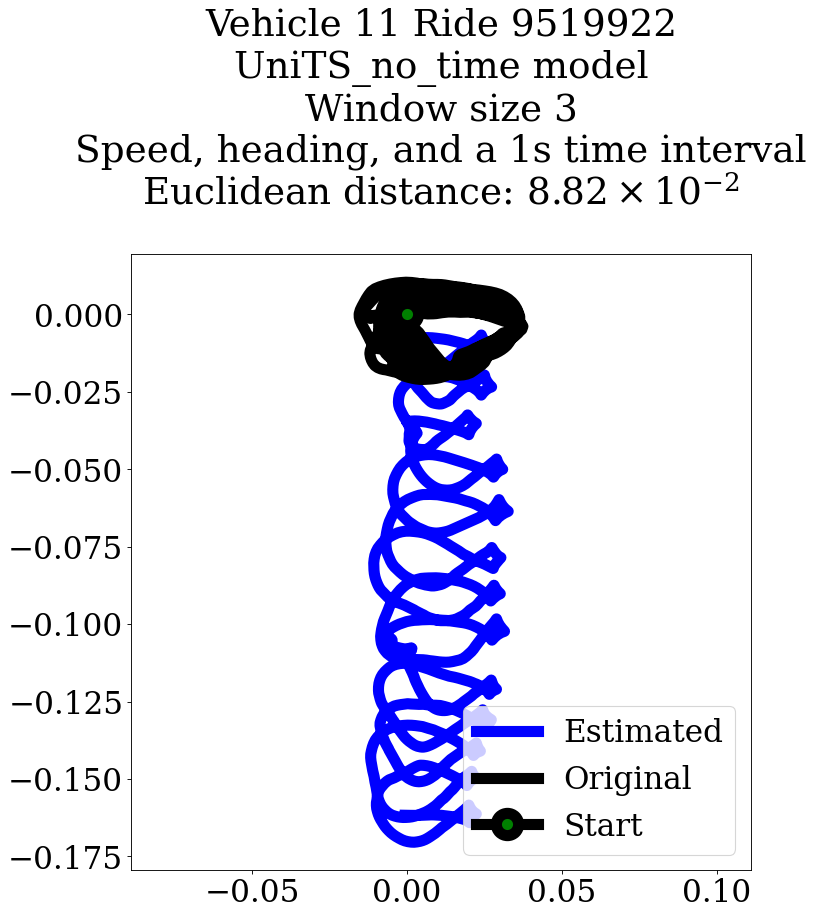 Vehicle 11 Ride 9519922
UniTS_no_time model
Window size 3
Speed, heading, and a 1s time interval
Euclidean distance: 8.82 × 10⁻²
0.000
−0.025
−0.050
−0.075
−0.100
−0.125
−0.150
−0.175
Estimated
Original
Start
−0.05 0.00 0.05 0.10